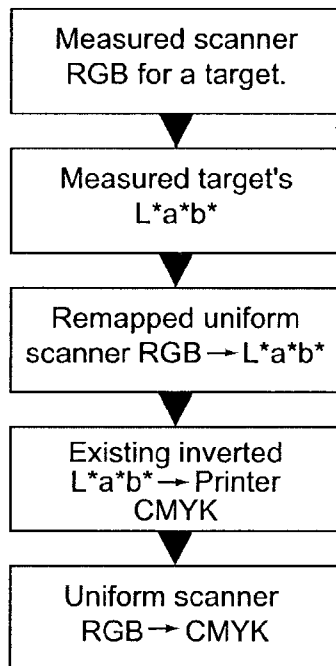 Measured scanner
RGB for a target.
Measured target's
L*a*b*
Remapped uniform
scanner RGB → L*a*b*
Existing inverted
L*a*b* → Printer
CMYK
Uniform scanner
RGB → CMYK